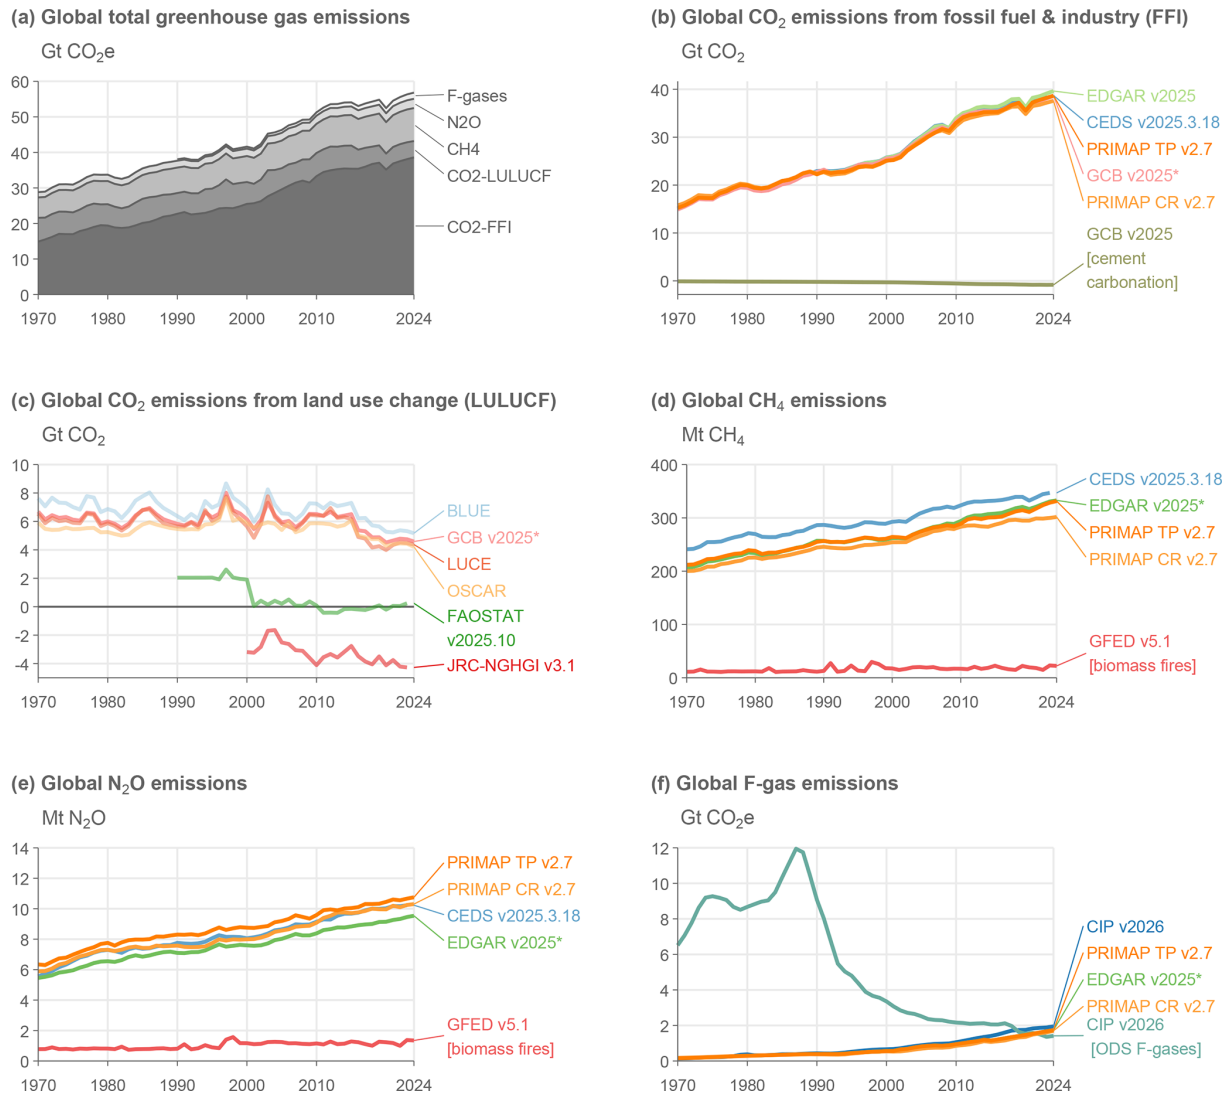 (a) Global total greenhouse gas emissions
Gt CO2e
60
50
40
30
20
10
0
1970 1980 1990 2000 2010 2024
F-gases
N2O
CH4
CO2-LULUCF
CO2-FFI
(b) Global CO2 emissions from fossil fuel & industry (FFI)
Gt CO2
40
30
20
10
0
1970 1980 1990 2000 2010 2024
EDGAR v2025
CEDS v2025.3.18
PRIMAP TP v2.7
GCB v2025*
PRIMAP CR v2.7
GCB v2025
[cement
carbonation]
(c) Global CO2 emissions from land use change (LULUCF)
Gt CO2
10
8
6
4
2
0
-2
-4
1970 1980 1990 2000 2010 2024
BLUE
GCB v2025*
LUCE
OSCAR
FAOSTAT
v2025.10
JRC-NGHGI v3.1
(d) Global CH4 emissions
Mt CH4
400
300
200
100
0
1970 1980 1990 2000 2010 2024
CEDS v2025.3.18
EDGAR v2025*
PRIMAP TP v2.7
PRIMAP CR v2.7
GFED v5.1
[biomass fires]
(e) Global N2O emissions
Mt N2O
14
12
10
8
6
4
2
0
1970 1980 1990 2000 2010 2024
PRIMAP TP v2.7
PRIMAP CR v2.7
CEDS v2025.3.18
EDGAR v2025*
GFED v5.1
[biomass fires]
(f) Global F-gas emissions
Gt CO2e
12
10
8
6
4
2
0
1970 1980 1990 2000 2010 2024
CIP v2026
PRIMAP TP v2.7
EDGAR v2025*
PRIMAP CR v2.7
CIP v2026
[ODS F-gases]